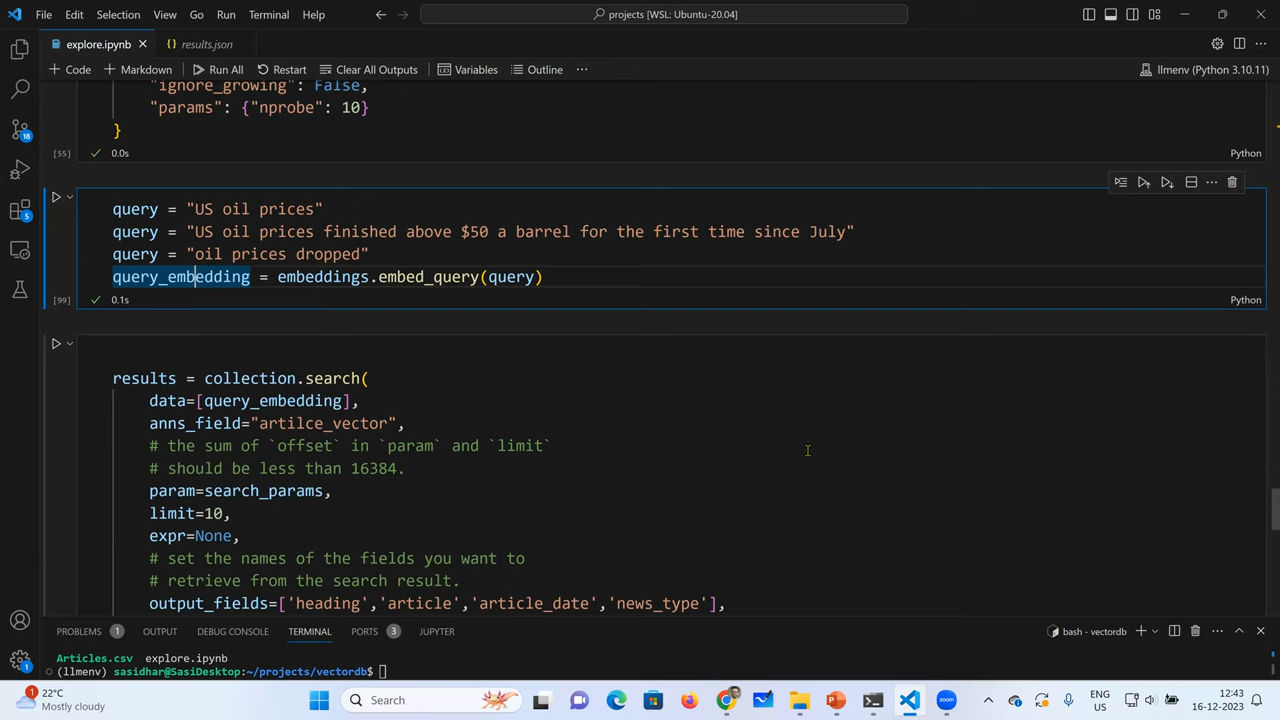 File Edit Selection View Go Run Terminal Help
projects [WSL: Ubuntu-20.04]
explore.ipynb
results.json
+ Code + Markdown Run All Restart Clear All Outputs Variables Outline ...
llmenv (Python 3.10.11)
"ignore_growing": False,
"params": {"nprobe": 10}
}
[55] 0.0s Python
query = "US oil prices"
query = "US oil prices finished above $50 a barrel for the first time since July"
query = "oil prices dropped"
query_embedding = embeddings.embed_query(query)
[99] 0.1s Python
results = collection.search(
data=[query_embedding],
anns_field="artilce_vector",
# the sum of `offset` in `param` and `limit`
# should be less than 16384.
param=search_params,
limit=10,
expr=None,
# set the names of the fields you want to
# retrieve from the search result.
output_fields=['heading','article','article_date','news_type'],
18
5
1
PROBLEMS 1 OUTPUT DEBUG CONSOLE TERMINAL PORTS 3 JUPYTER
bash - vectordb
Articles.csv explore.ipynb
(llmenv) sasidhar@SasiDesktop:~/projects/vectordb$
1
22°C
Mostly cloudy
Search
ENG
US
12:43
16-12-2023